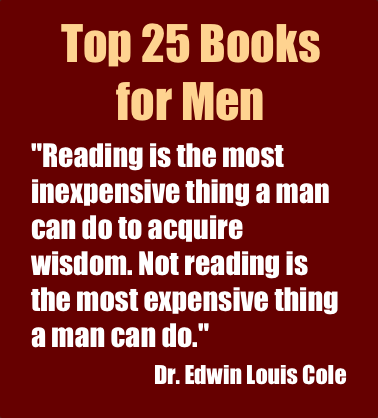 Top 25 Books
for Men
"Reading is the most
inexpensive thing a man
can do to acquire
wisdom. Not reading is
the most expensive thing
a man can do."
Dr. Edwin Louis Cole